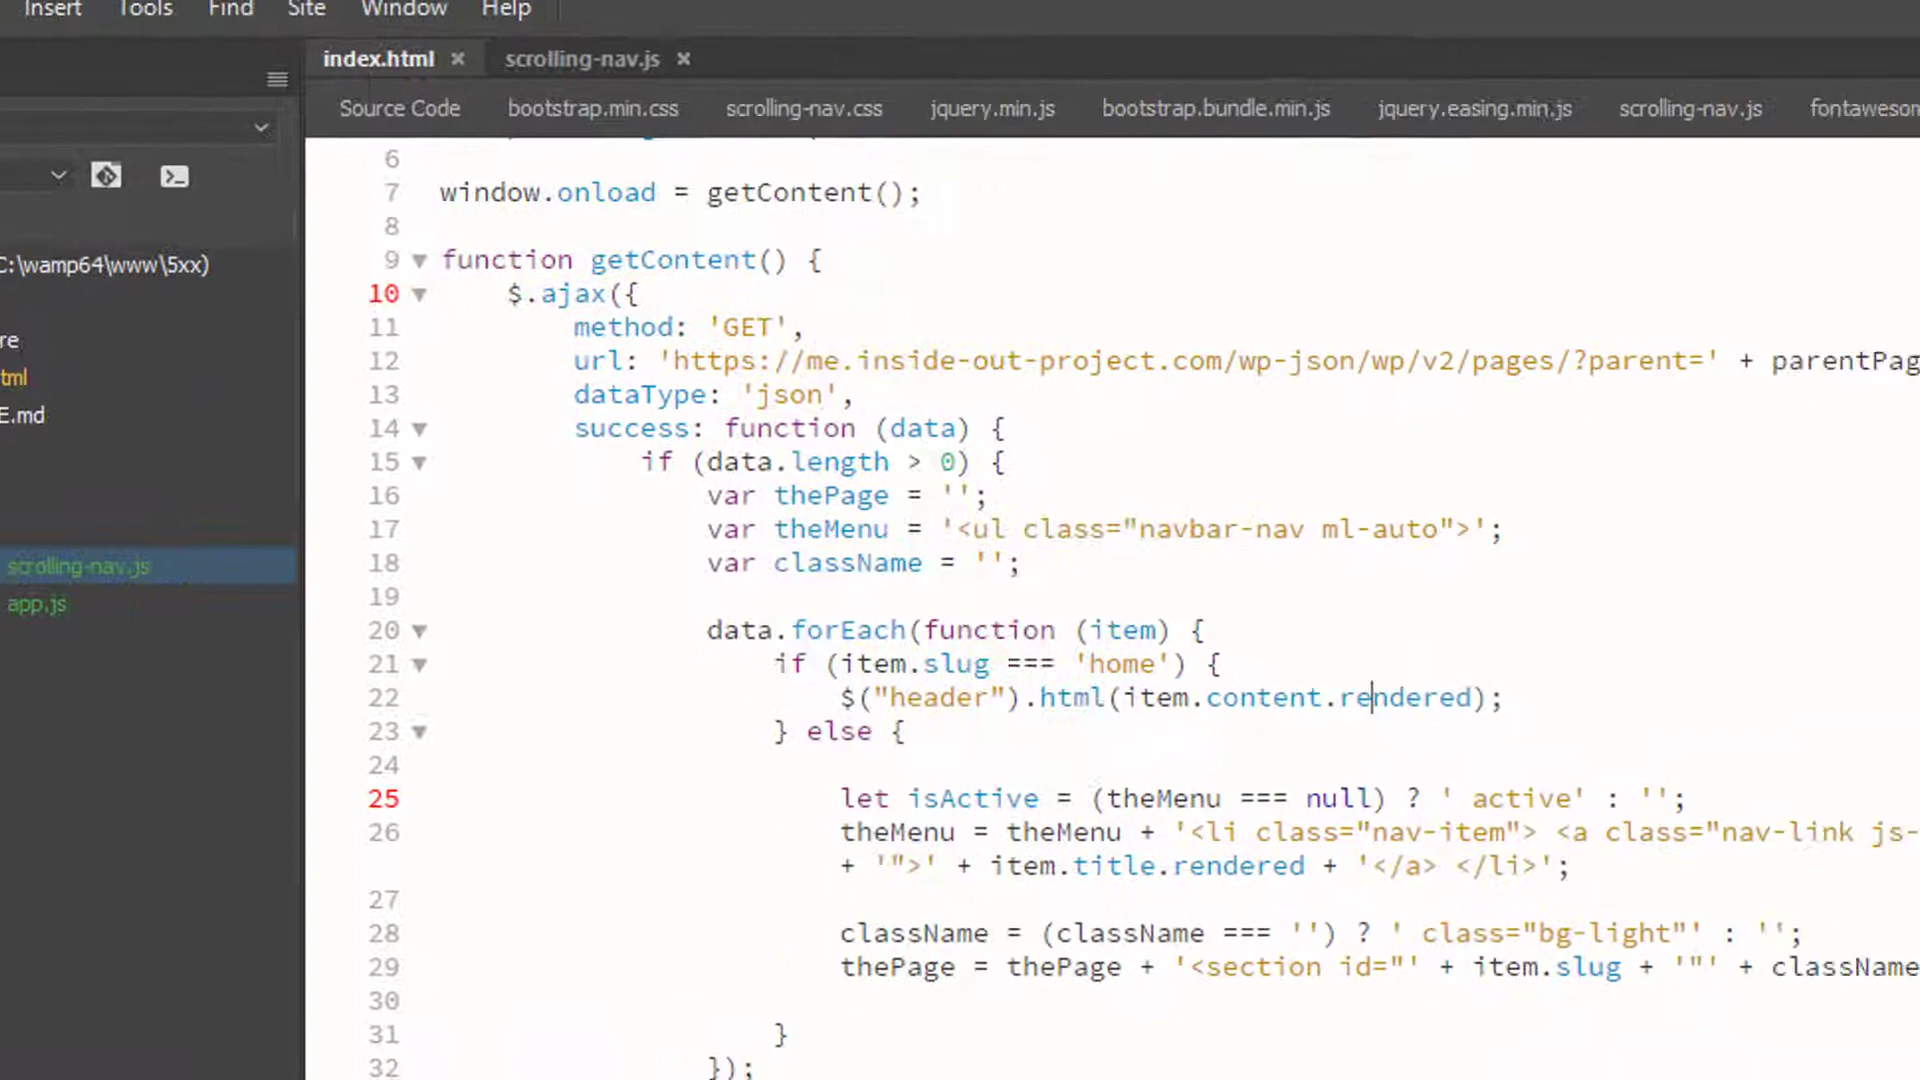 Insert Tools Find Site Window Help
index.html × scrolling-nav.js ×
Source Code bootstrap.min.css scrolling-nav.css jquery.min.js bootstrap.bundle.min.js jquery.easing.min.js scrolling-nav.js fontawesom
C:\wamp64\www\5xx)
re
tml
E.md
scrolling-nav.js
app.js
6
7 window.onload = getContent();
8
9 function getContent() {
10 $.ajax({
11 method: 'GET',
12 url: 'https://me.inside-out-project.com/wp-json/wp/v2/pages/?parent=' + parentPag
13 dataType: 'json',
14 success: function (data) {
15 if (data.length > 0) {
16 var thePage = '';
17 var theMenu = '<ul class="navbar-nav ml-auto">';
18 var className = '';
19
20 data.forEach(function (item) {
21 if (item.slug === 'home') {
22 $("header").html(item.content.rendered);
23 } else {
24
25 let isActive = (theMenu === null) ? ' active' : '';
26 theMenu = theMenu + '<li class="nav-item"> <a class="nav-link js-
+ '">' + item.title.rendered + '</a> </li>';
27
28 className = (className === '') ? ' class="bg-light"' : '';
29 thePage = thePage + '<section id="' + item.slug + '"' + className
30
31 }
32 });